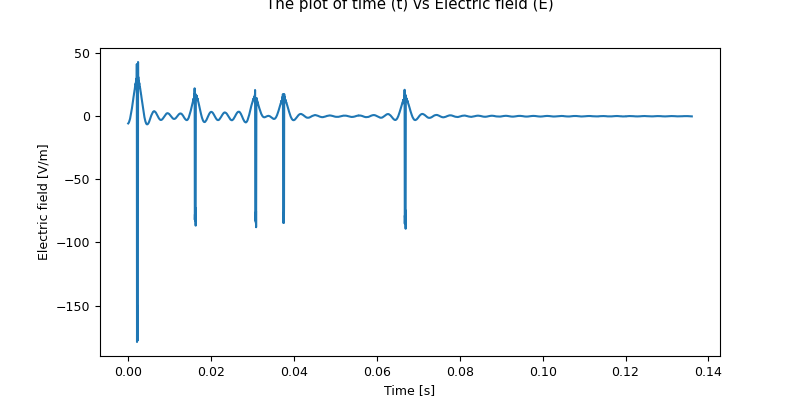 The plot of time (t) vs Electric field (E)
50
0
−50
−100
−150
Electric field [V/m]
0.00 0.02 0.04 0.06 0.08 0.10 0.12 0.14
Time [s]